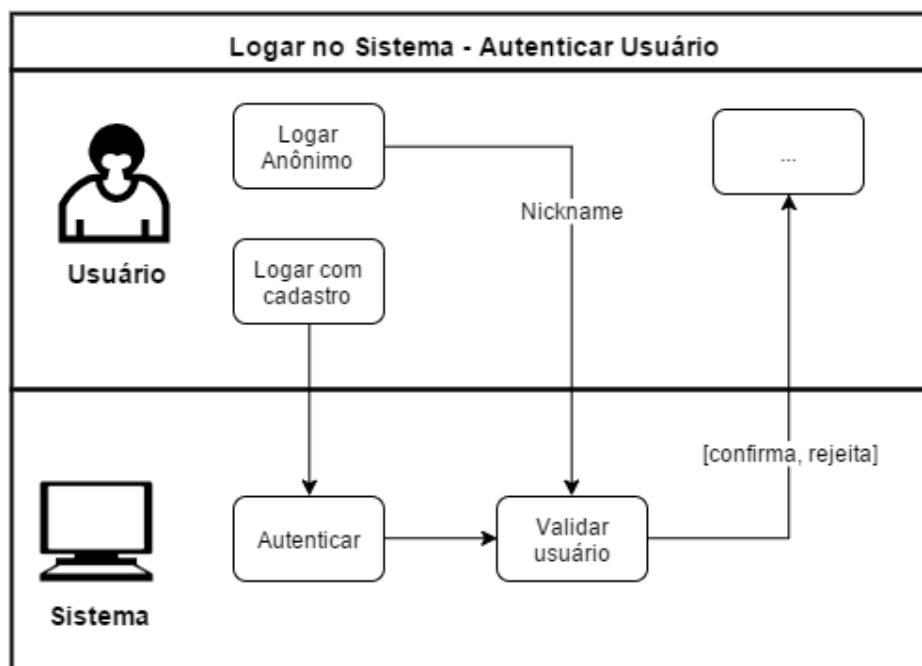 Logar no Sistema - Autenticar Usuário
Logar
Anônimo
...
Nickname
Usuário
Logar com
cadastro
[confirma, rejeita]
Autenticar
Validar
usuário
Sistema